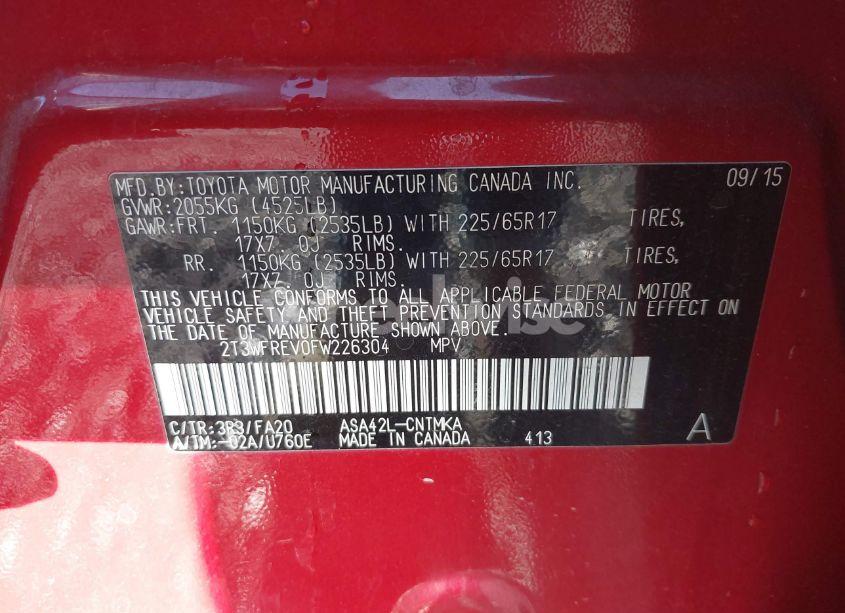 MFD.BY:TOYOTA MOTOR MANUFACTURING CANADA INC. 09/15
GVWR:2055KG (4525LB)
GAWR:FRT. 1150KG (2535LB) WITH 225/65R17 TIRES,
17X7.0J RIMS.
RR. 1150KG (2535LB) WITH 225/65R17 TIRES,
17X7.0J RIMS.
THIS VEHICLE CONFORMS TO ALL APPLICABLE FEDERAL MOTOR
VEHICLE SAFETY AND THEFT PREVENTION STANDARDS IN EFFECT ON
THE DATE OF MANUFACTURE SHOWN ABOVE.
2T3WFREV0FW226304 MPV
C/TR:3R3/FA20 ASA42L-CNTMKA
A/TM:-02A/U760E MADE IN CANADA 413 A